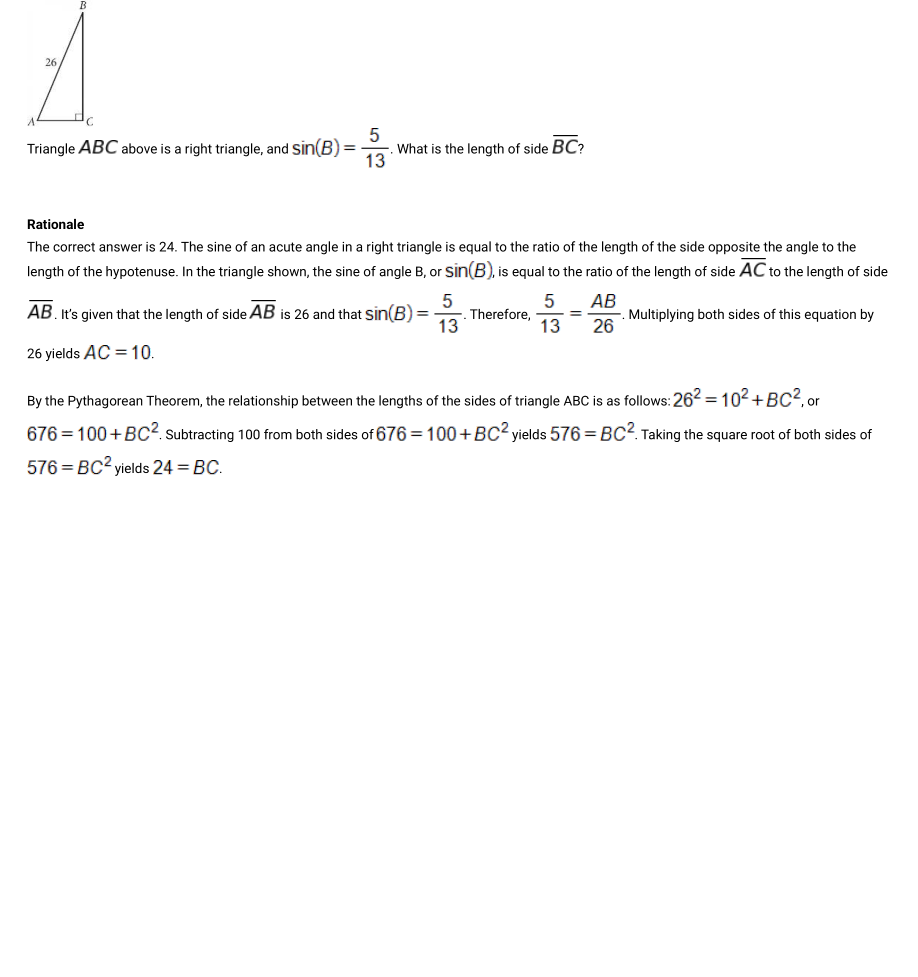 B
26
A
C
Triangle ABC above is a right triangle, and sin(B) = 5/13. What is the length of side B̅C̅?
Rationale
The correct answer is 24. The sine of an acute angle in a right triangle is equal to the ratio of the length of the side opposite the angle to the
length of the hypotenuse. In the triangle shown, the sine of angle B, or sin(B), is equal to the ratio of the length of side A̅C̅ to the length of side
A̅B̅. It’s given that the length of side A̅B̅ is 26 and that sin(B) = 5/13. Therefore, 5/13 = AB/26. Multiplying both sides of this equation by
26 yields AC = 10.
By the Pythagorean Theorem, the relationship between the lengths of the sides of triangle ABC is as follows: 26² = 10² + BC², or
676 = 100 + BC². Subtracting 100 from both sides of 676 = 100 + BC² yields 576 = BC². Taking the square root of both sides of
576 = BC² yields 24 = BC.